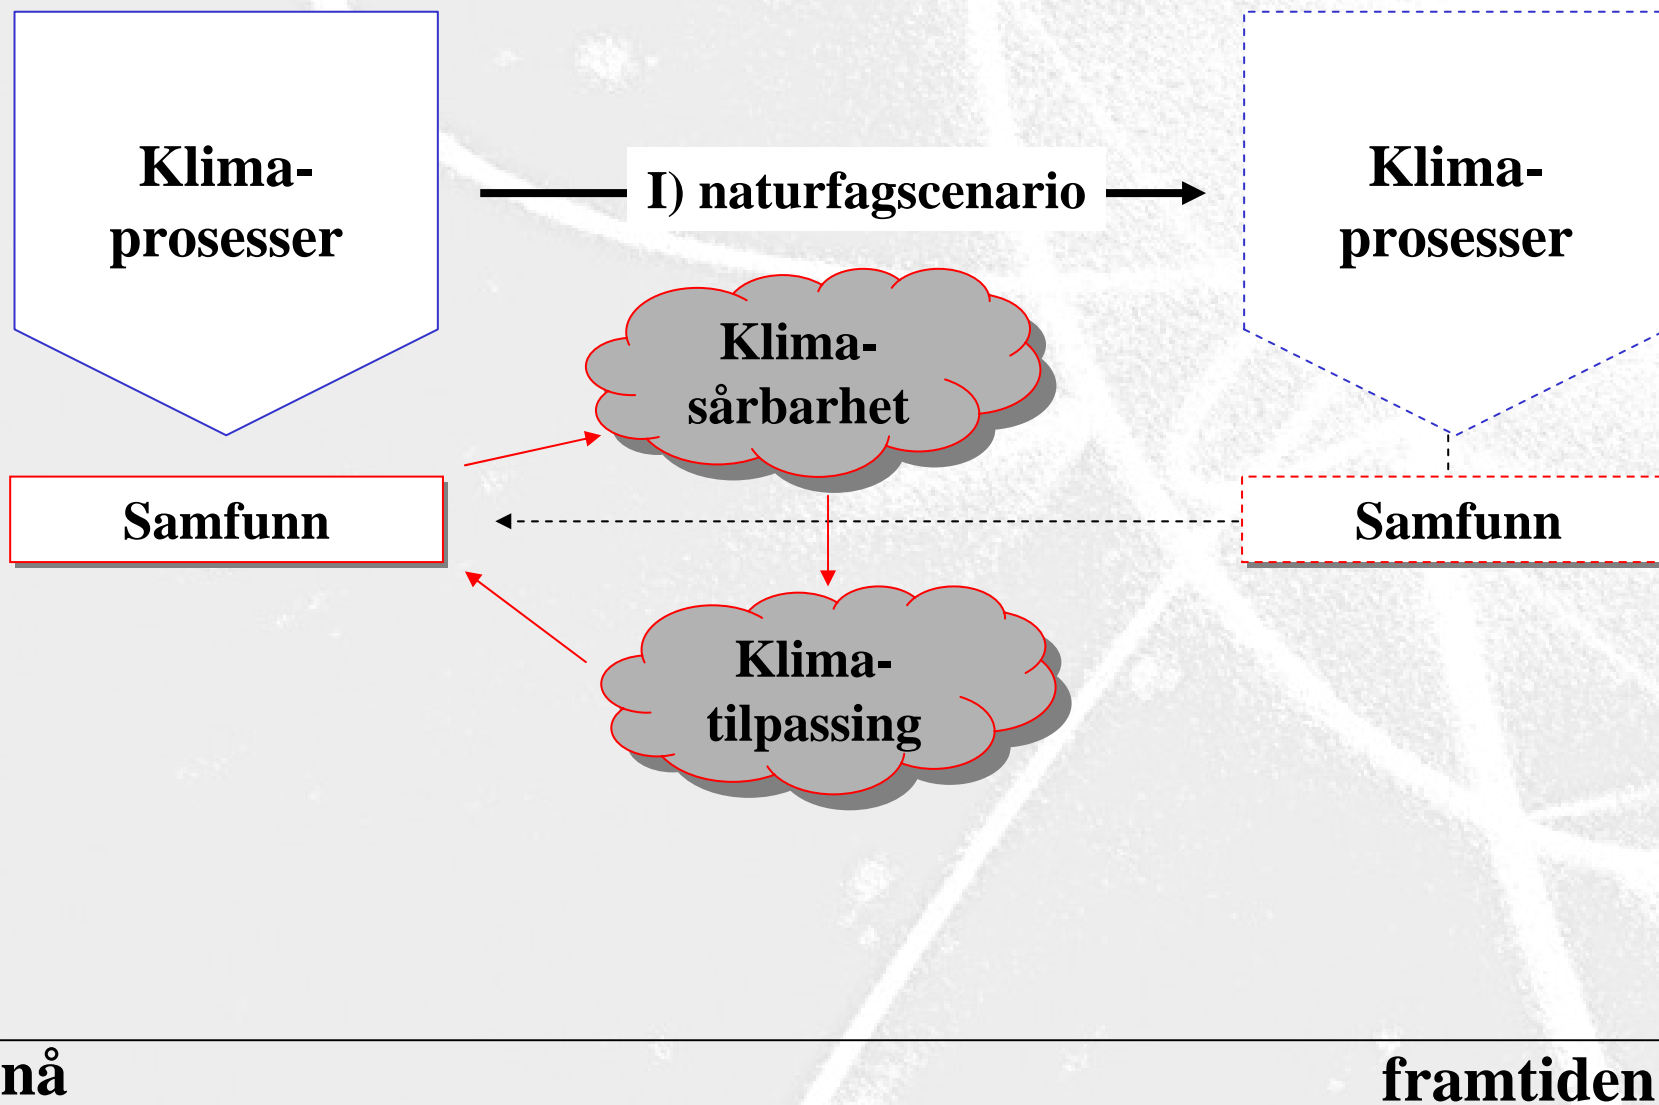 Klima-
prosesser
I) naturfagscenario
Klima-
prosesser
Klima-
sårbarhet
Samfunn
Samfunn
Klima-
tilpassing
nå
framtiden